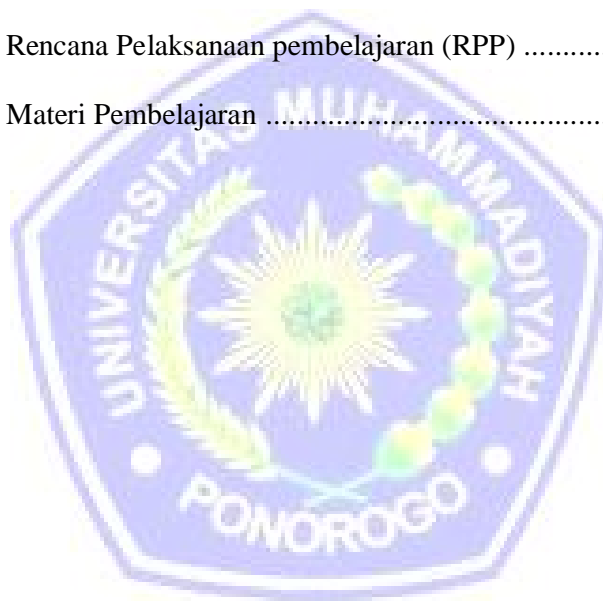 Rencana Pelaksanaan pembelajaran (RPP) ..........
Materi Pembelajaran ...........................................
UNIVERSITAS MUHAMMADIYAH
PONOROGO